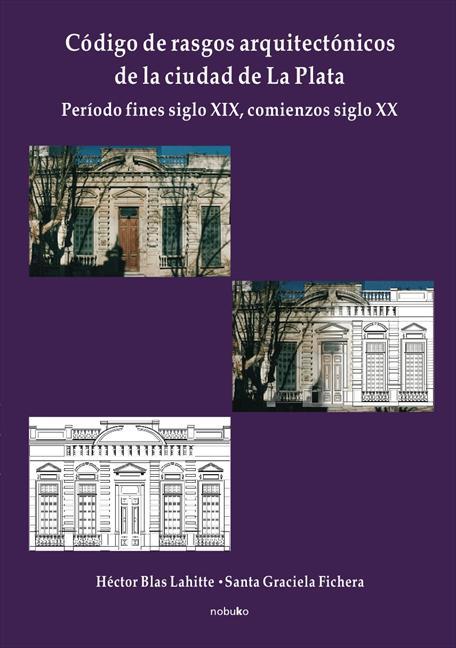 Código de rasgos arquitectónicos
de la ciudad de La Plata
Período fines siglo XIX, comienzos siglo XX
Héctor Blas Lahitte • Santa Graciela Fichera
nobuko